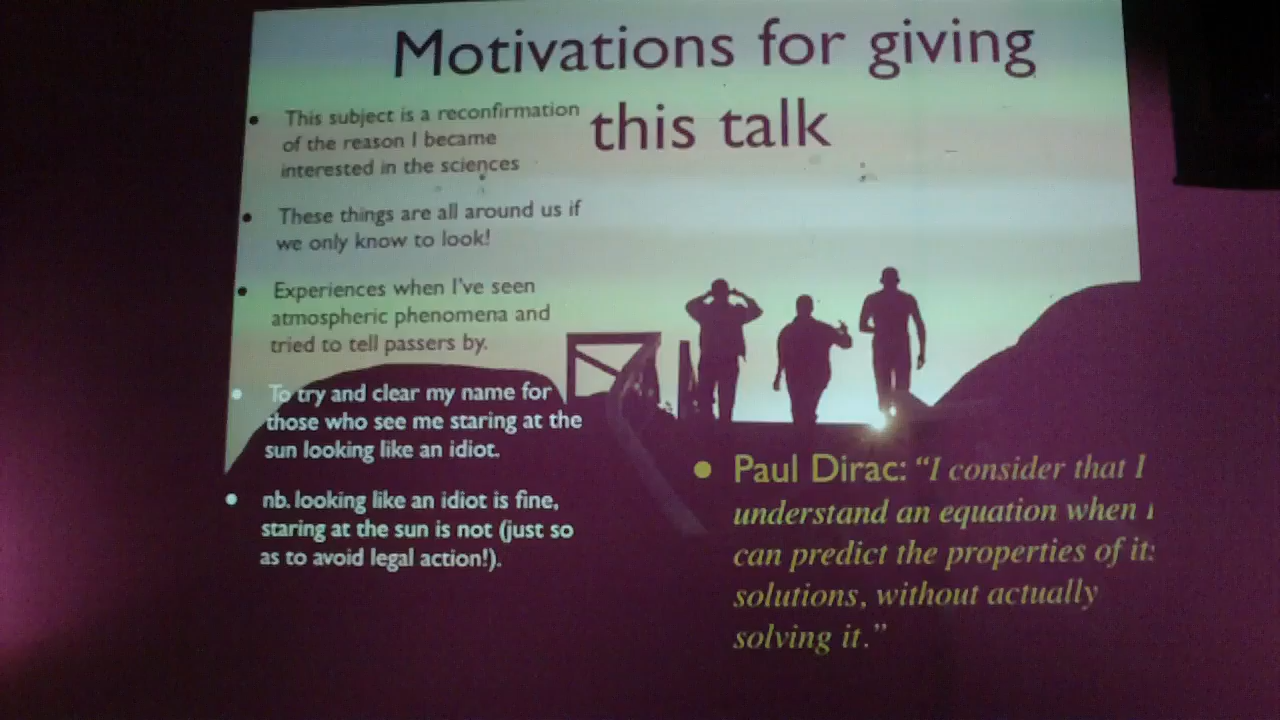 Motivations for giving
this talk
• This subject is a reconfirmation
of the reason I became
interested in the sciences
• These things are all around us if
we only know to look!
• Experiences when I've seen
atmospheric phenomena and
tried to tell passers by.
• To try and clear my name for
those who see me staring at the
sun looking like an idiot.
• nb. looking like an idiot is fine,
staring at the sun is not (just so
as to avoid legal action!).
• Paul Dirac: “I consider that I
understand an equation when I
can predict the properties of its
solutions, without actually
solving it.”